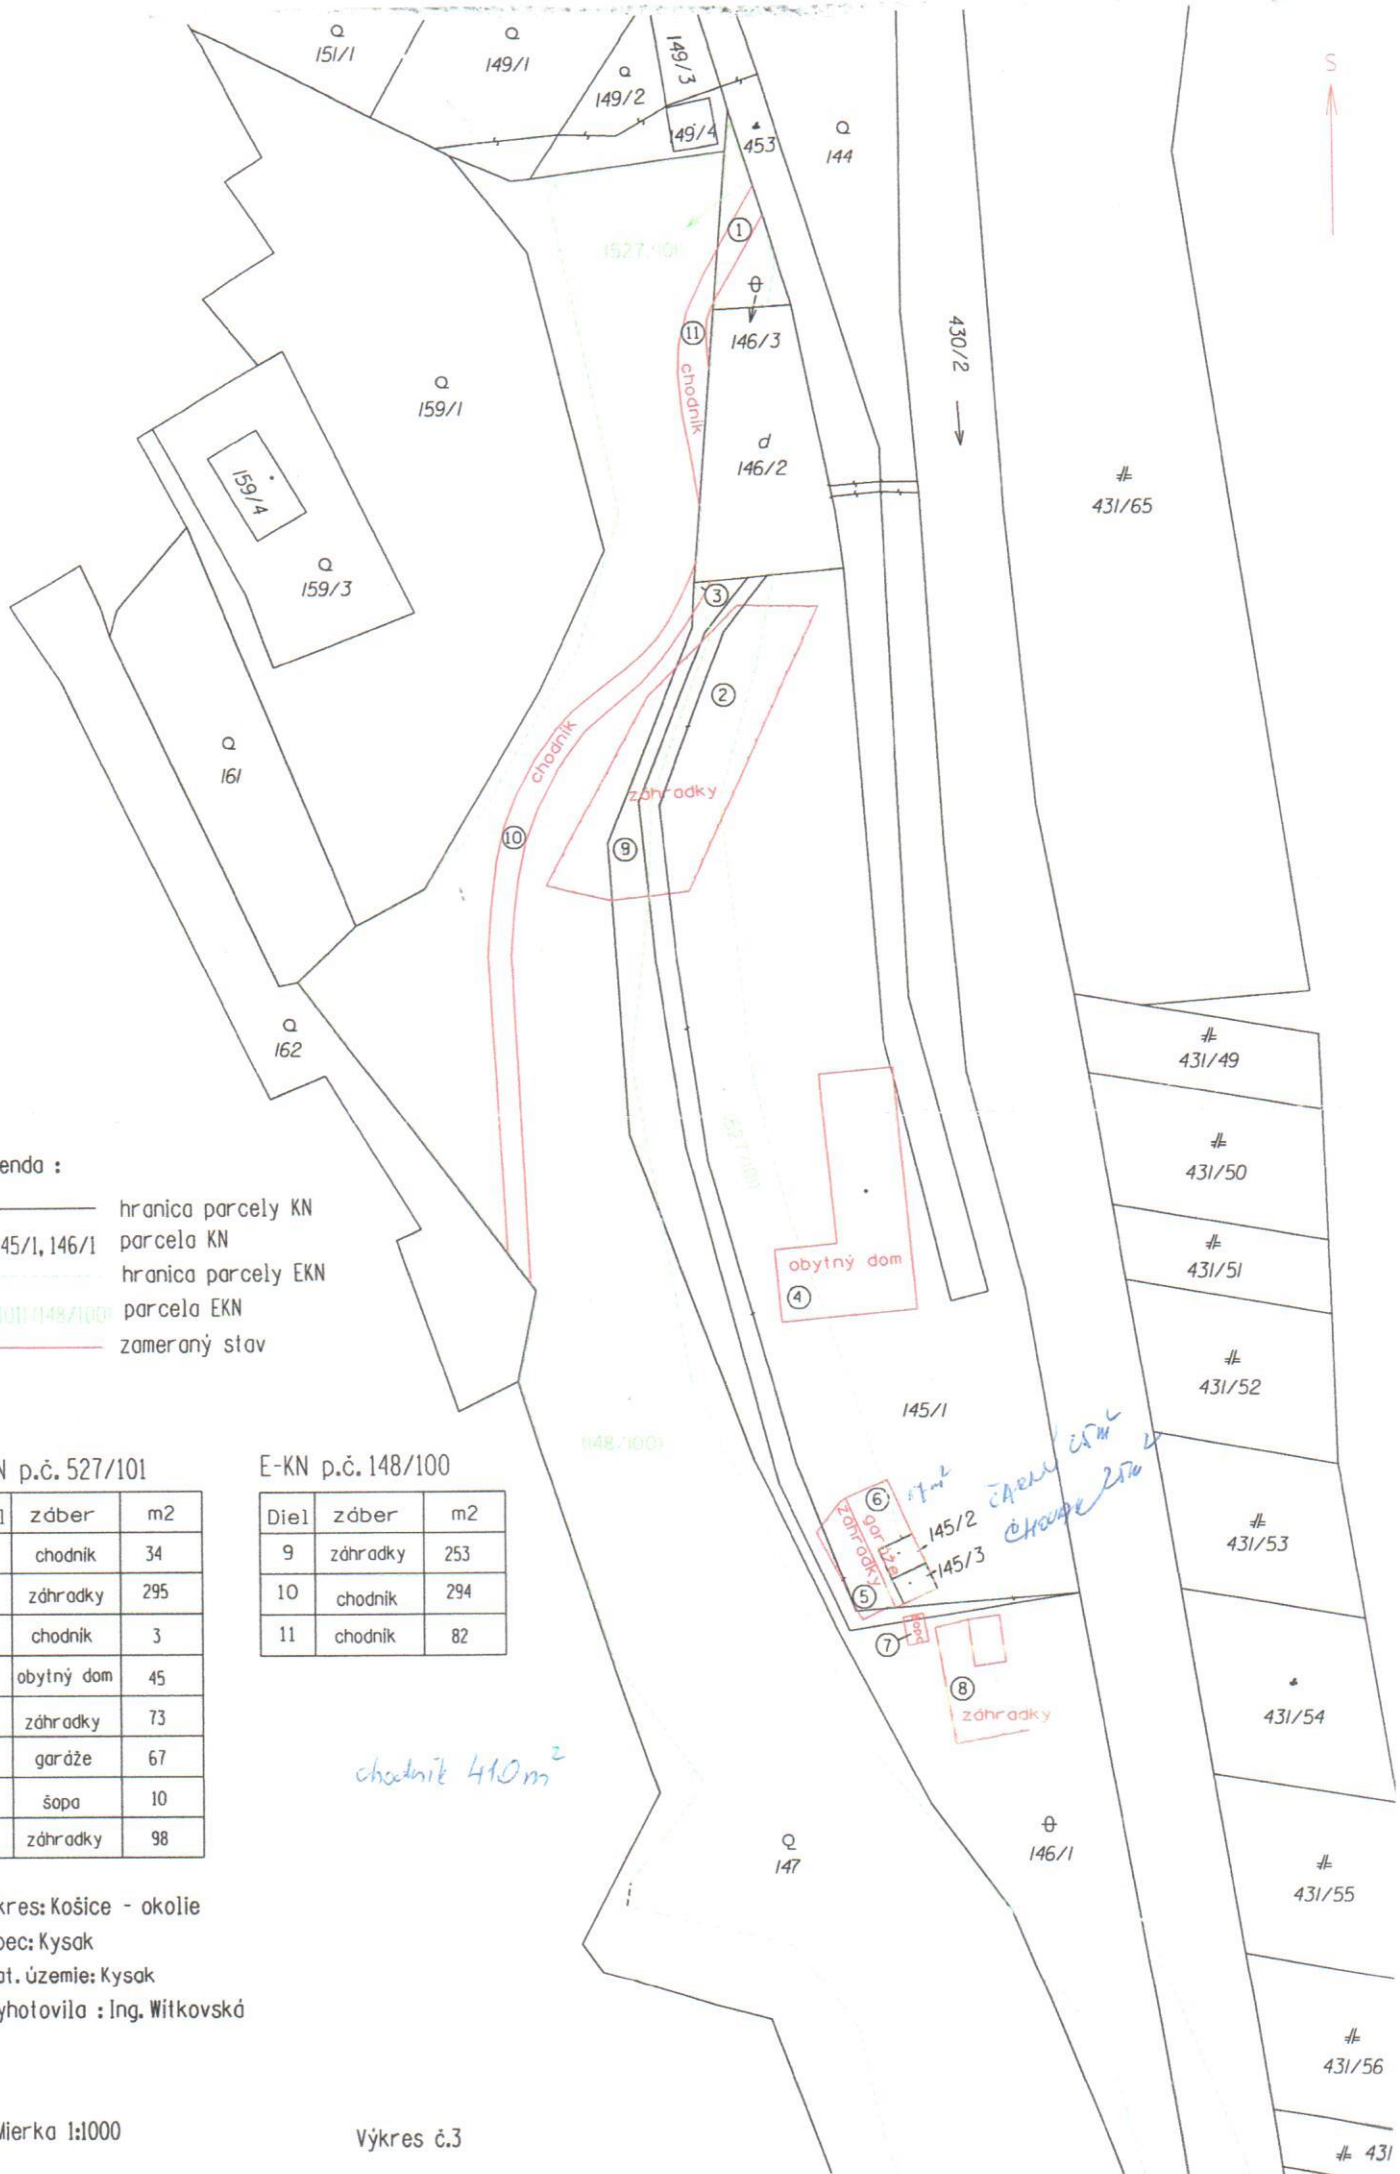 151/1
149/1
149/2
149/3
149/4
453
144
S
1
146/3
11
chodník
430/2
159/1
d
146/2
431/65
159/4
159/3
3
2
chodník
161
záhradky
10
9
162
431/49
431/50
431/51
431/52
431/53
431/54
431/55
431/56
431
enda :
hranica parcely KN
45/1, 146/1 parcela KN
hranica parcely EKN
(148/100) parcela EKN
zameraný stav
obytný dom
4
145/1
(148/100)
6
garáže
záhradky
5
145/2
145/3
šopa
7
8
záhradky
N p.č. 527/101
l záber m2
chodník 34
záhradky 295
chodník 3
obytný dom 45
záhradky 73
garáže 67
šopa 10
záhradky 98
E-KN p.č. 148/100
Diel záber m2
9 záhradky 253
10 chodník 294
11 chodník 82
chodník 410 m2
147
146/1
kres: Košice - okolie
bec: Kysak
at. územie: Kysak
yhotovila : Ing. Witkovská
Mierka 1:1000
Výkres č.3